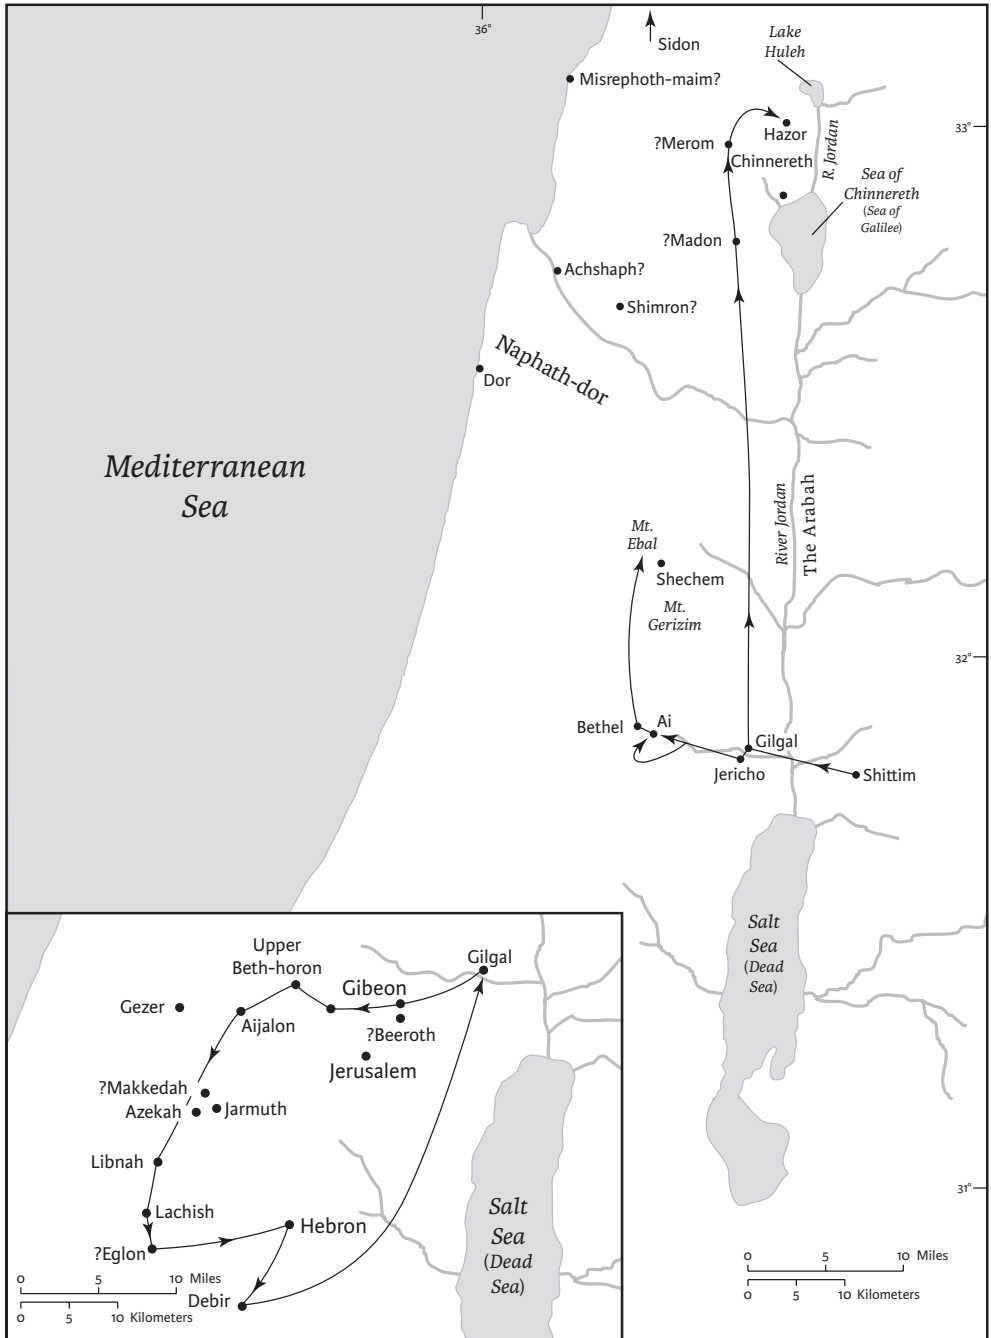 36°
Sidon
Lake
Huleh
Misrephoth-maim?
33°
Hazor
?Merom
Chinnereth
R. Jordan
Sea of
Chinnereth
(Sea of
Galilee)
?Madon
Achshaph?
Shimron?
Naphath-dor
Dor
Mediterranean
Sea
River Jordan
The Arabah
Mt.
Ebal
Shechem
Mt.
Gerizim
32°
Bethel
Ai
Gilgal
Jericho
Shittim
Salt
Sea
(Dead
Sea)
31°
0 5 10 Miles
0 5 10 Kilometers
Upper
Beth-horon
Gilgal
Gezer
Gibeon
Aijalon
?Beeroth
Jerusalem
?Makkedah
Azekah
Jarmuth
Libnah
Lachish
Hebron
?Eglon
Debir
Salt
Sea
(Dead
Sea)
0 5 10 Miles
0 5 10 Kilometers